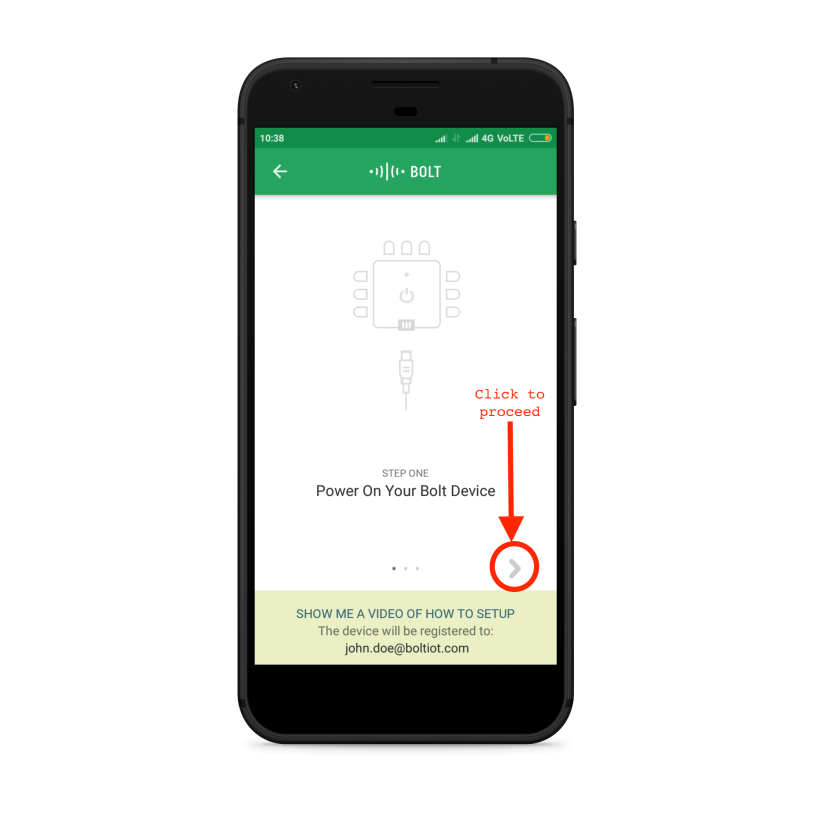 10:38
4G VoLTE
BOLT
Click to
proceed
STEP ONE
Power On Your Bolt Device
SHOW ME A VIDEO OF HOW TO SETUP
The device will be registered to:
john.doe@boltiot.com